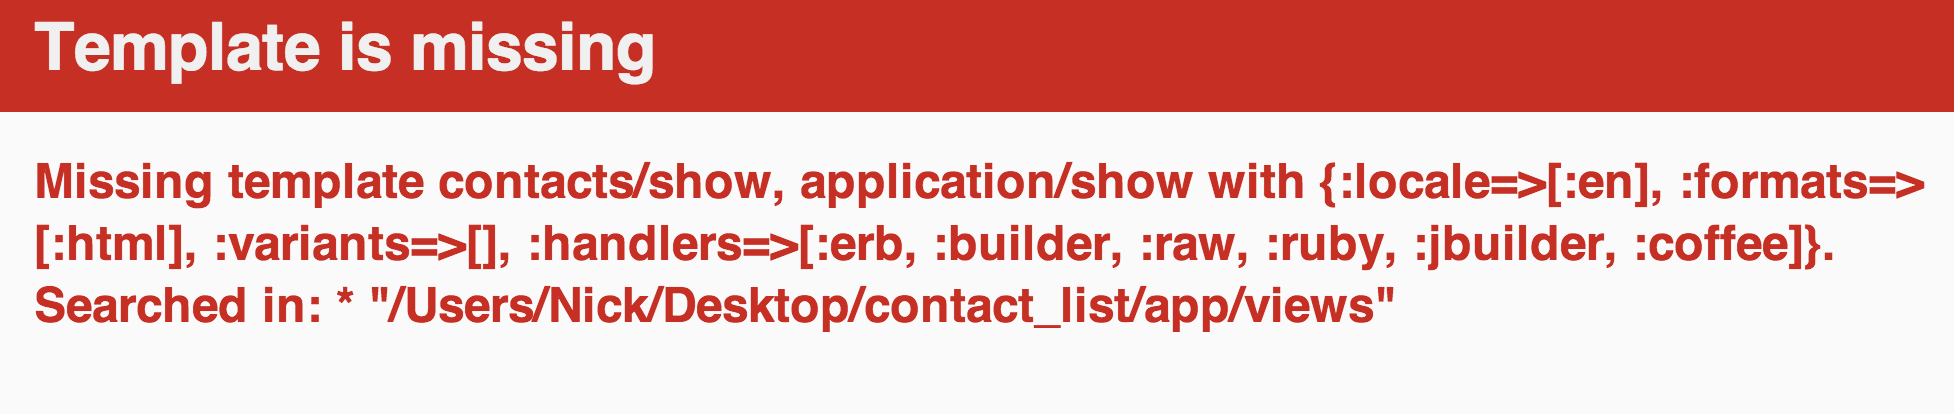 Template is missing
Missing template contacts/show, application/show with {:locale=>[:en], :formats=>
[:html], :variants=>[], :handlers=>[:erb, :builder, :raw, :ruby, :jbuilder, :coffee]}.
Searched in: * "/Users/Nick/Desktop/contact_list/app/views"